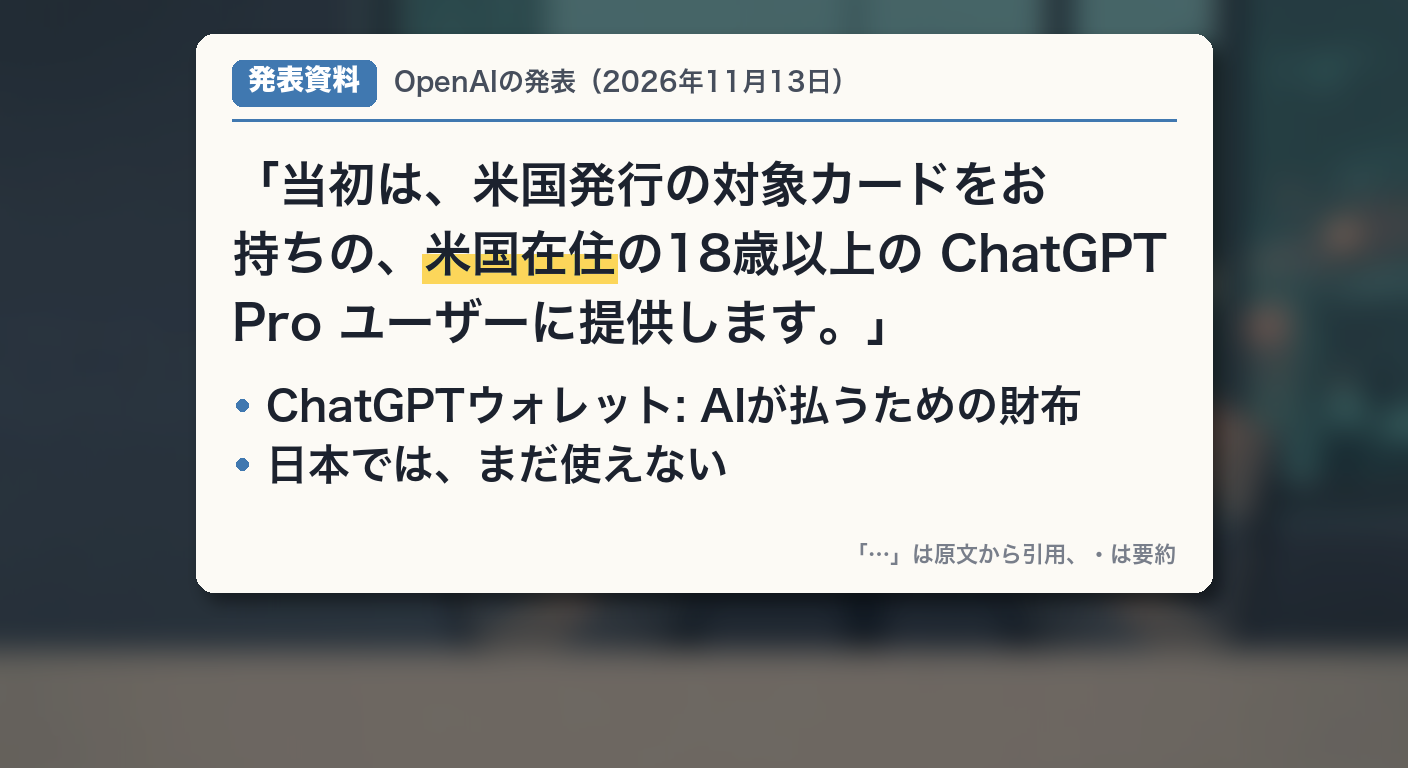 発表資料 OpenAIの発表（2026年11月13日）
「当初は、米国発行の対象カードをお
持ちの、米国在住の18歳以上の ChatGPT
Pro ユーザーに提供します。」
• ChatGPTウォレット: AIが払うための財布
• 日本では、まだ使えない
「…」は原文から引用、・は要約